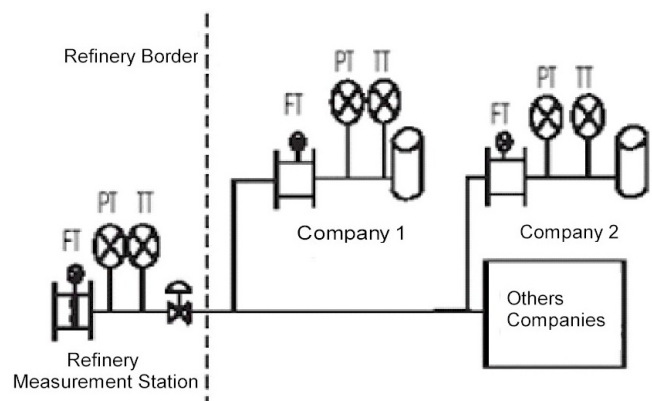 Refinery Border
PT TT
FT
Company 1
PT TT
FT
Company 2
PT TT
FT
Refinery
Measurement Station
Others
Companies